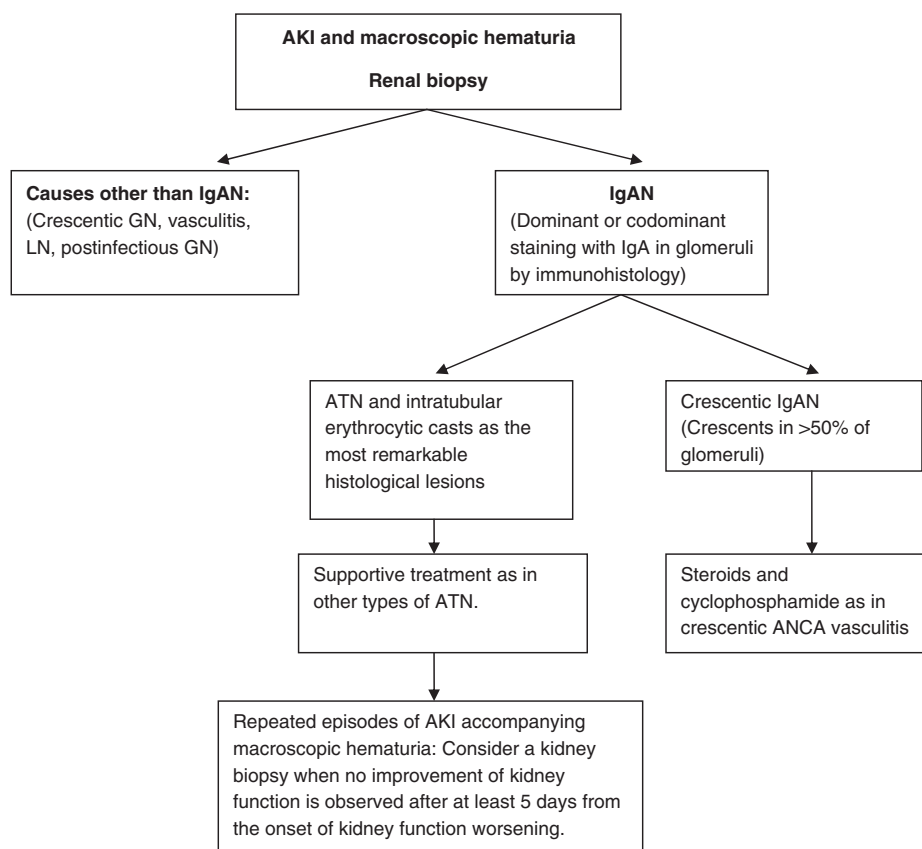 AKI and macroscopic hematuria
Renal biopsy
Causes other than IgAN:
(Crescentic GN, vasculitis,
LN, postinfectious GN)
IgAN
(Dominant or codominant
staining with IgA in glomeruli
by immunohistology)
ATN and intratubular
erythrocytic casts as the
most remarkable
histological lesions
Crescentic IgAN
(Crescents in >50% of
glomeruli)
Supportive treatment as in
other types of ATN.
Steroids and
cyclophosphamide as in
crescentic ANCA vasculitis
Repeated episodes of AKI accompanying
macroscopic hematuria: Consider a kidney
biopsy when no improvement of kidney
function is observed after at least 5 days from
the onset of kidney function worsening.